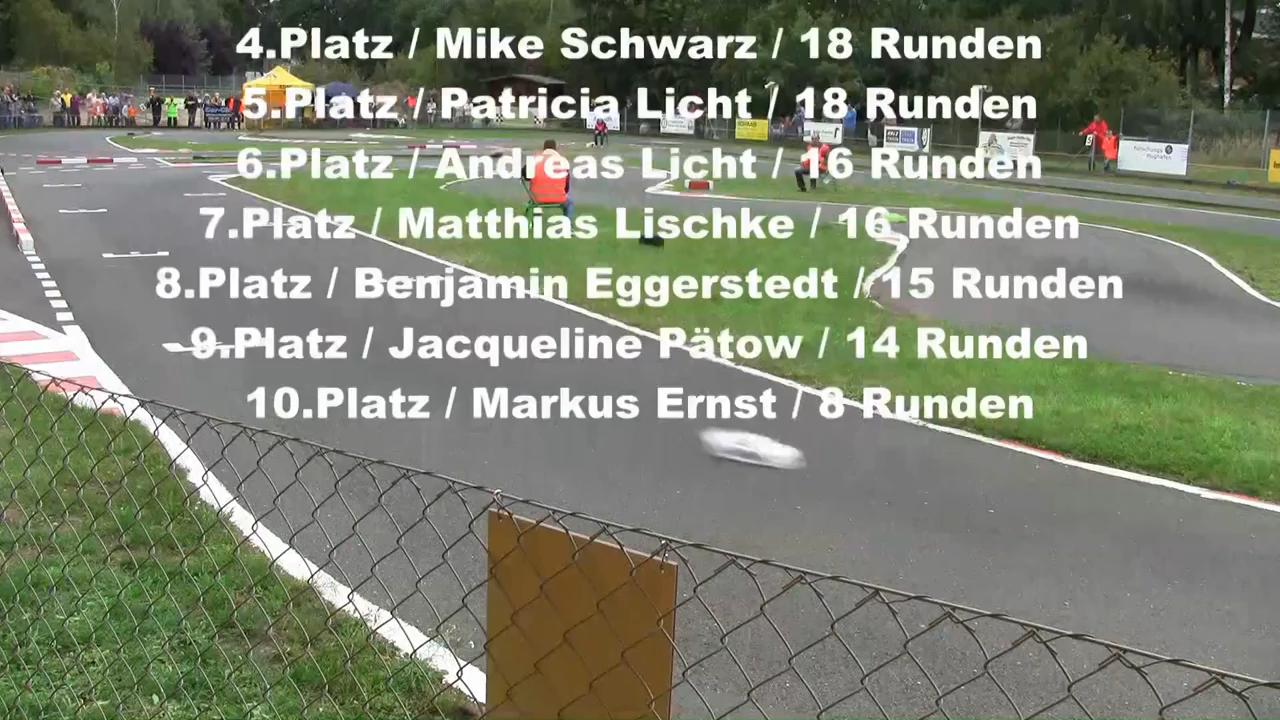 4.Platz / Mike Schwarz / 18 Runden
5.Platz / Patricia Licht / 18 Runden
6.Platz / Andreas Licht / 16 Runden
7.Platz / Matthias Lischke / 16 Runden
8.Platz / Benjamin Eggerstedt / 15 Runden
9.Platz / Jacqueline Pätow / 14 Runden
10.Platz / Markus Ernst / 8 Runden